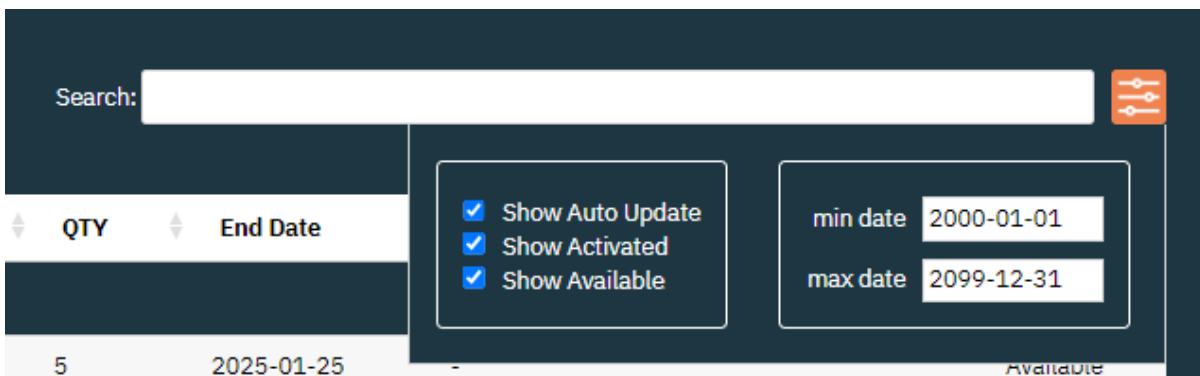 Search:
QTY End Date
Show Auto Update
Show Activated
Show Available
min date 2000-01-01
max date 2099-12-31
5 2025-01-25 - Available